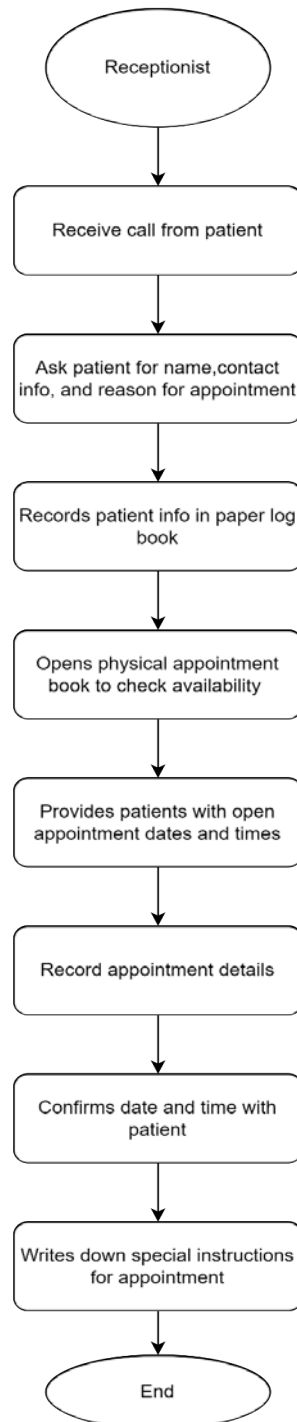 Receptionist
Receive call from patient
Ask patient for name,contact
info, and reason for appointment
Records patient info in paper log
book
Opens physical appointment
book to check availability
Provides patients with open
appointment dates and times
Record appointment details
Confirms date and time with
patient
Writes down special instructions
for appointment
End